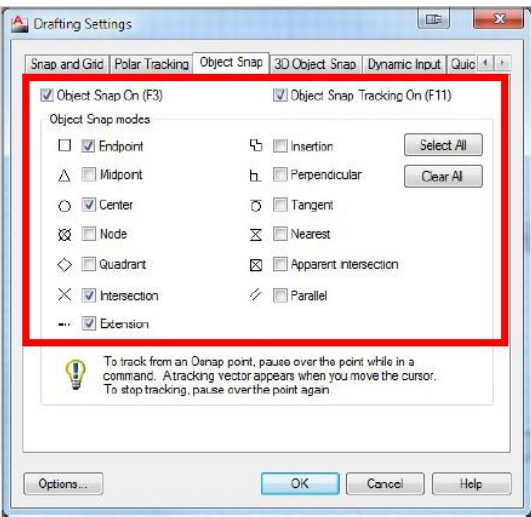 Drafting Settings
Snap and Grid Polar Tracking Object Snap 3D Object Snap Dynamic Input Quic
Object Snap On (F3) Object Snap Tracking On (F11)
Object Snap modes
Endpoint Insertion Select All
Midpoint Perpendicular Clear All
Center Tangent
Node Nearest
Quadrant Apparent intersection
Intersection Parallel
Extension
To track from an Osnap point, pause over the point while in a
command. A tracking vector appears when you move the cursor.
To stop tracking, pause over the point again.
Options... OK Cancel Help